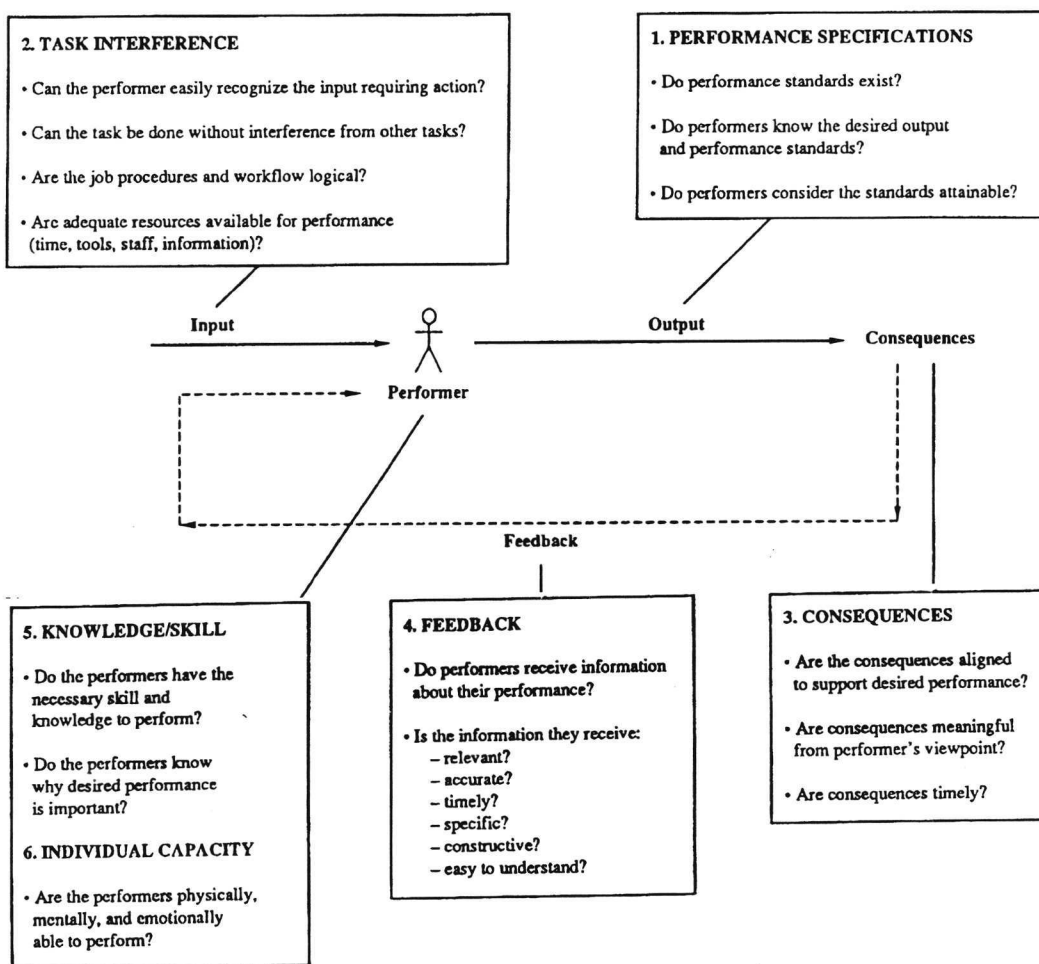 2. TASK INTERFERENCE
• Can the performer easily recognize the input requiring action?
• Can the task be done without interference from other tasks?
• Are the job procedures and workflow logical?
• Are adequate resources available for performance
(time, tools, staff, information)?
1. PERFORMANCE SPECIFICATIONS
• Do performance standards exist?
• Do performers know the desired output
and performance standards?
• Do performers consider the standards attainable?
Input
Output
Consequences
Performer
Feedback
5. KNOWLEDGE/SKILL
• Do the performers have the
necessary skill and
knowledge to perform?
• Do the performers know
why desired performance
is important?
6. INDIVIDUAL CAPACITY
• Are the performers physically,
mentally, and emotionally
able to perform?
4. FEEDBACK
• Do performers receive information
about their performance?
• Is the information they receive:
– relevant?
– accurate?
– timely?
– specific?
– constructive?
– easy to understand?
3. CONSEQUENCES
• Are the consequences aligned
to support desired performance?
• Are consequences meaningful
from performer's viewpoint?
• Are consequences timely?